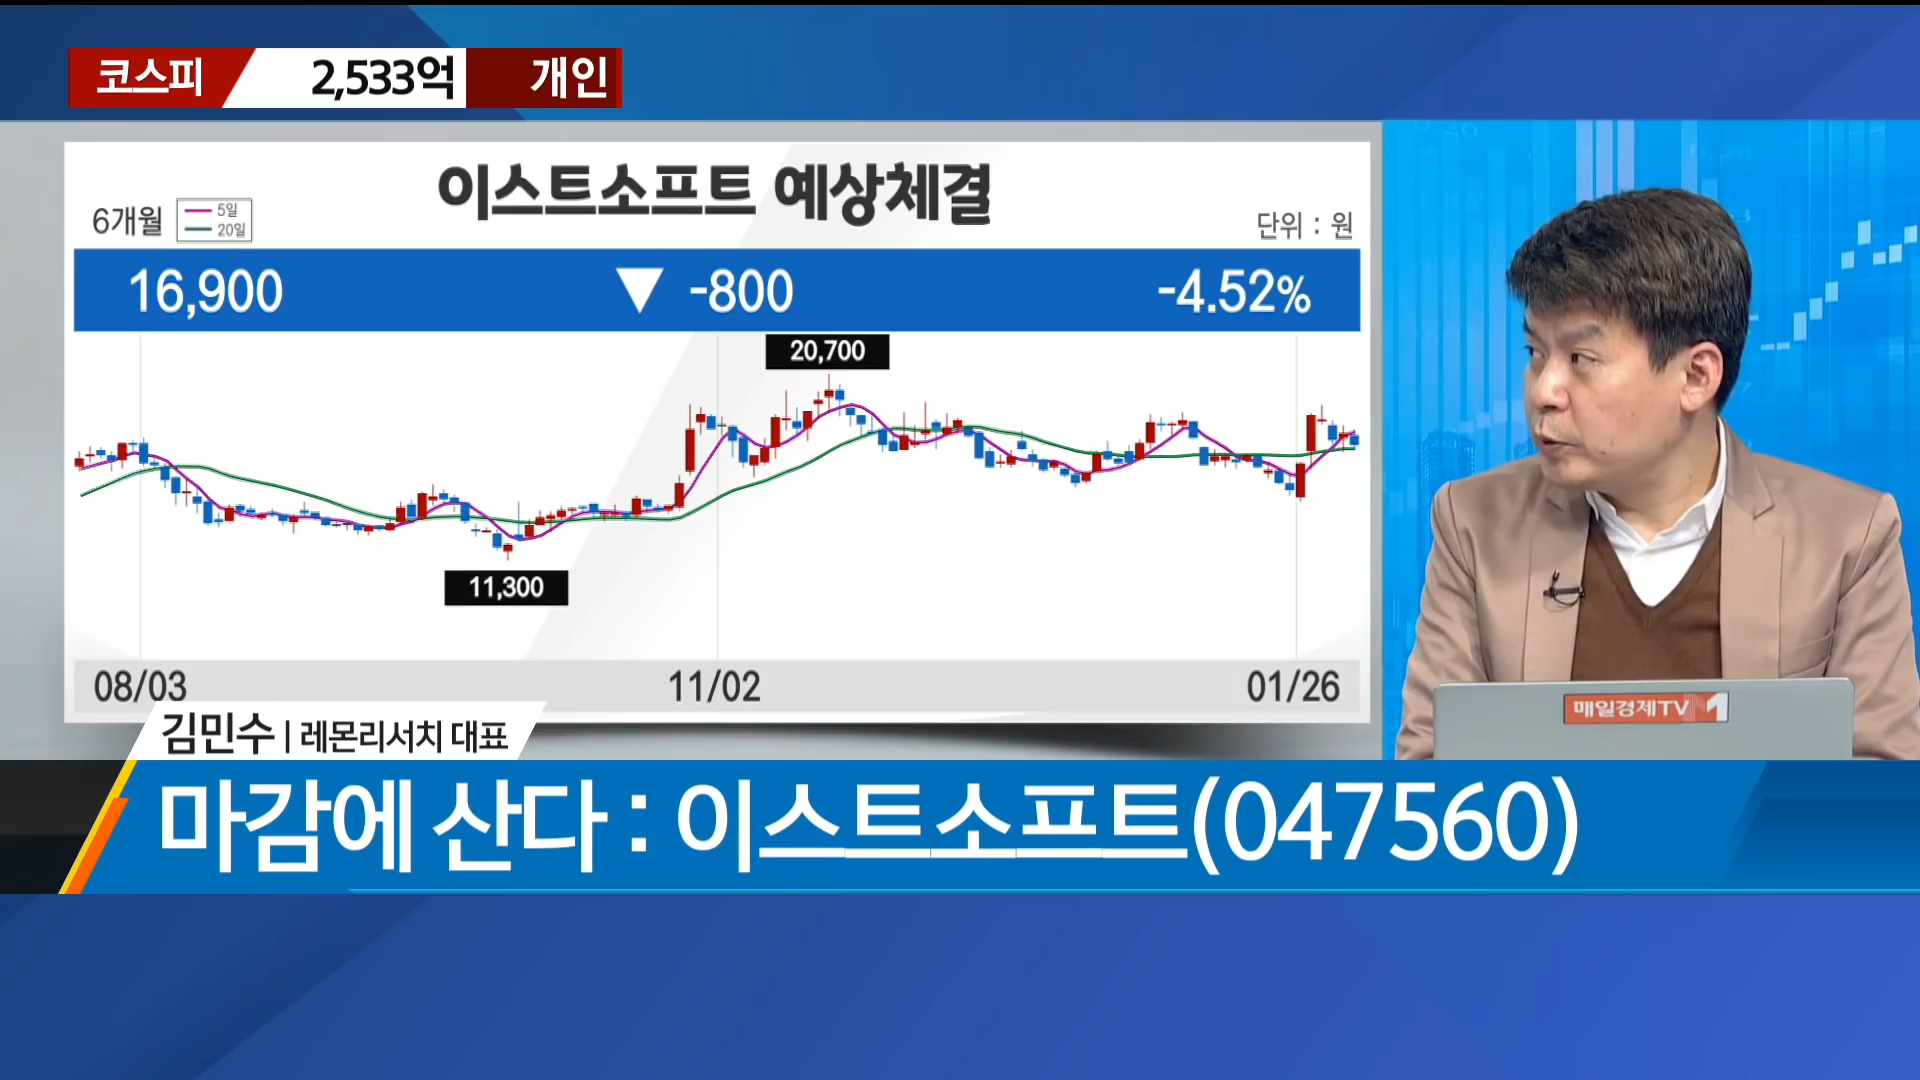 코스피 2,533억 개인
이스트소프트 예상체결
6개월
5일
20일
단위 : 원
16,900 ▼ -800 -4.52%
20,700
11,300
08/03 11/02 01/26
김민수 | 레몬리서치 대표
매일경제TV M
마감에 산다 : 이스트소프트(047560)